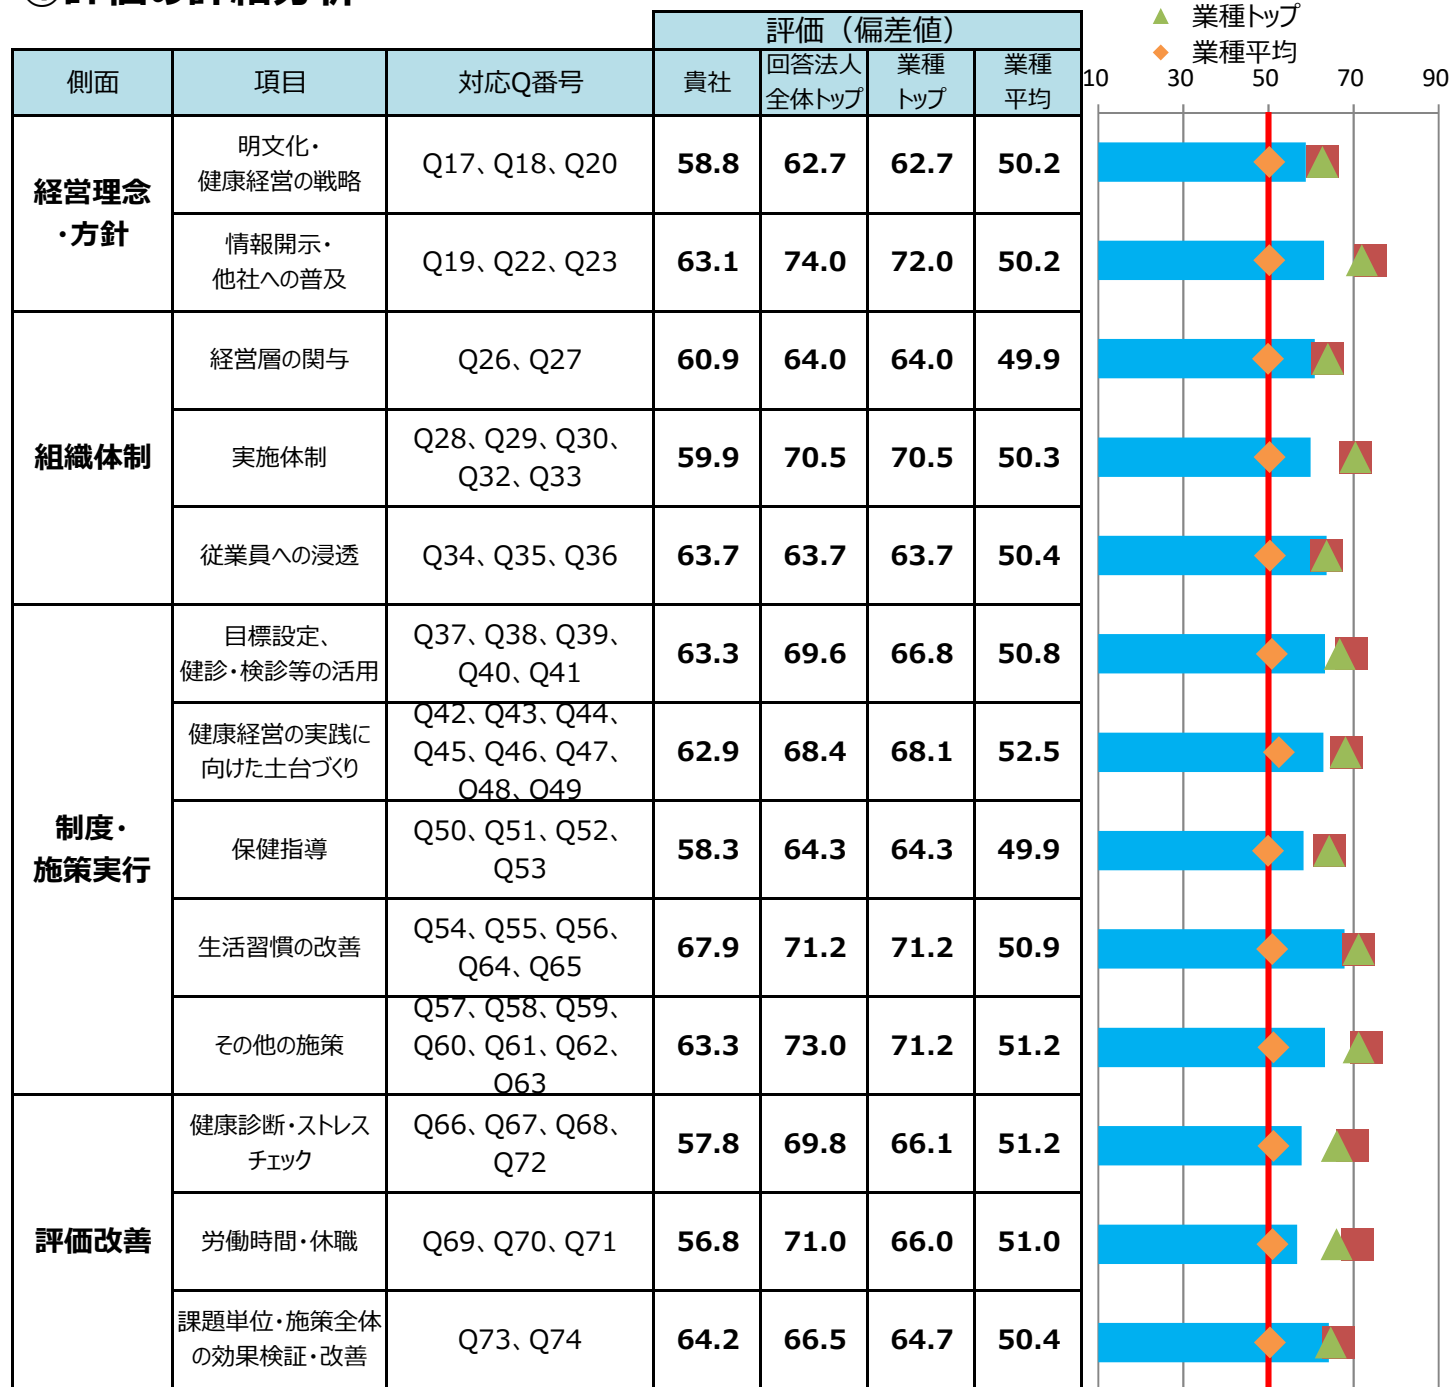 ▲ 業種トップ
◆ 業種平均
評価（偏差値）
側面 項目 対応Q番号 貴社 回答法人 業種 業種
全体トップ トップ 平均
10 30 50 70 90
経営理念
・方針
明文化・
健康経営の戦略
Q17、Q18、Q20 58.8 62.7 62.7 50.2
情報開示・
他社への普及
Q19、Q22、Q23 63.1 74.0 72.0 50.2
組織体制
経営層の関与 Q26、Q27 60.9 64.0 64.0 49.9
実施体制
Q28、Q29、Q30、
Q32、Q33
59.9 70.5 70.5 50.3
従業員への浸透 Q34、Q35、Q36 63.7 63.7 63.7 50.4
制度・
施策実行
目標設定、
健診・検診等の活用
Q37、Q38、Q39、
Q40、Q41
63.3 69.6 66.8 50.8
健康経営の実践に
向けた土台づくり
Q42、Q43、Q44、
Q45、Q46、Q47、
Q48、Q49
62.9 68.4 68.1 52.5
保健指導
Q50、Q51、Q52、
Q53
58.3 64.3 64.3 49.9
生活習慣の改善
Q54、Q55、Q56、
Q64、Q65
67.9 71.2 71.2 50.9
その他の施策
Q57、Q58、Q59、
Q60、Q61、Q62、
Q63
63.3 73.0 71.2 51.2
評価改善
健康診断・ストレス
チェック
Q66、Q67、Q68、
Q72
57.8 69.8 66.1 51.2
労働時間・休職 Q69、Q70、Q71 56.8 71.0 66.0 51.0
課題単位・施策全体
の効果検証・改善
Q73、Q74 64.2 66.5 64.7 50.4